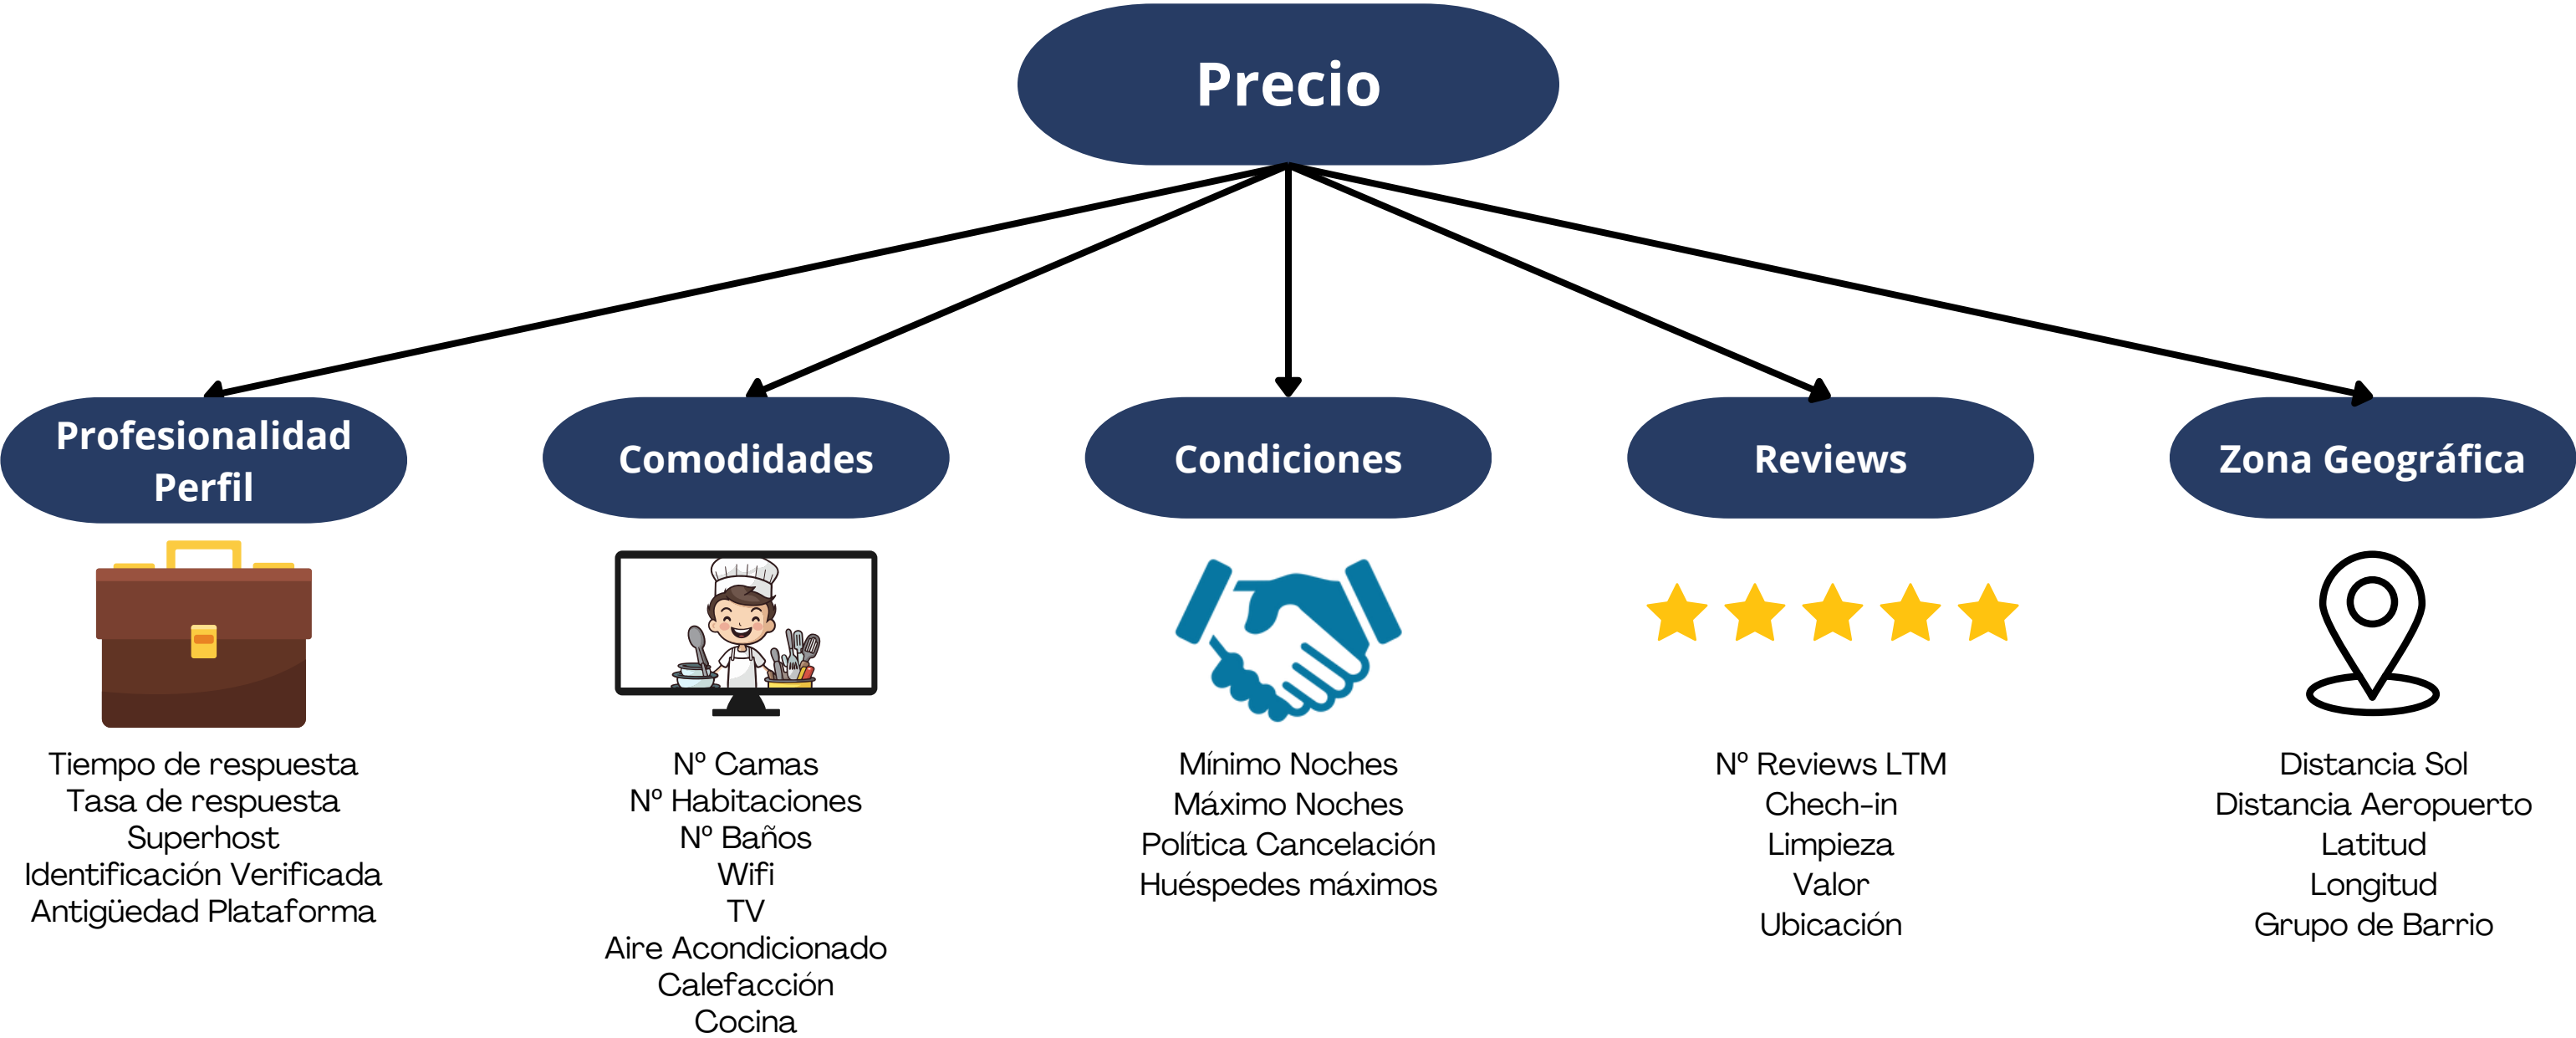 Precio
Profesionalidad
Perfil
Tiempo de respuesta
Tasa de respuesta
Superhost
Identificación Verificada
Antigüedad Plataforma
Comodidades
Nº Camas
Nº Habitaciones
Nº Baños
Wifi
TV
Aire Acondicionado
Calefacción
Cocina
Condiciones
Mínimo Noches
Máximo Noches
Política Cancelación
Huéspedes máximos
Reviews
Nº Reviews LTM
Chech-in
Limpieza
Valor
Ubicación
Zona Geográfica
Distancia Sol
Distancia Aeropuerto
Latitud
Longitud
Grupo de Barrio